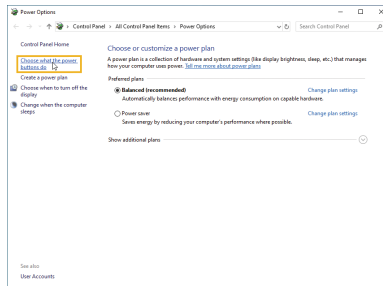 Power Options
Control Panel › All Control Panel Items › Power Options
Search Control Panel
Control Panel Home
Choose what the power
buttons do
Create a power plan
Choose when to turn off the
display
Change when the computer
sleeps
Choose or customize a power plan
A power plan is a collection of hardware and system settings (like display brightness, sleep, etc.) that manages
how your computer uses power. Tell me more about power plans
Preferred plans
Balanced (recommended) Change plan settings
Automatically balances performance with energy consumption on capable hardware.
Power saver Change plan settings
Saves energy by reducing your computer's performance where possible.
Show additional plans
See also
User Accounts